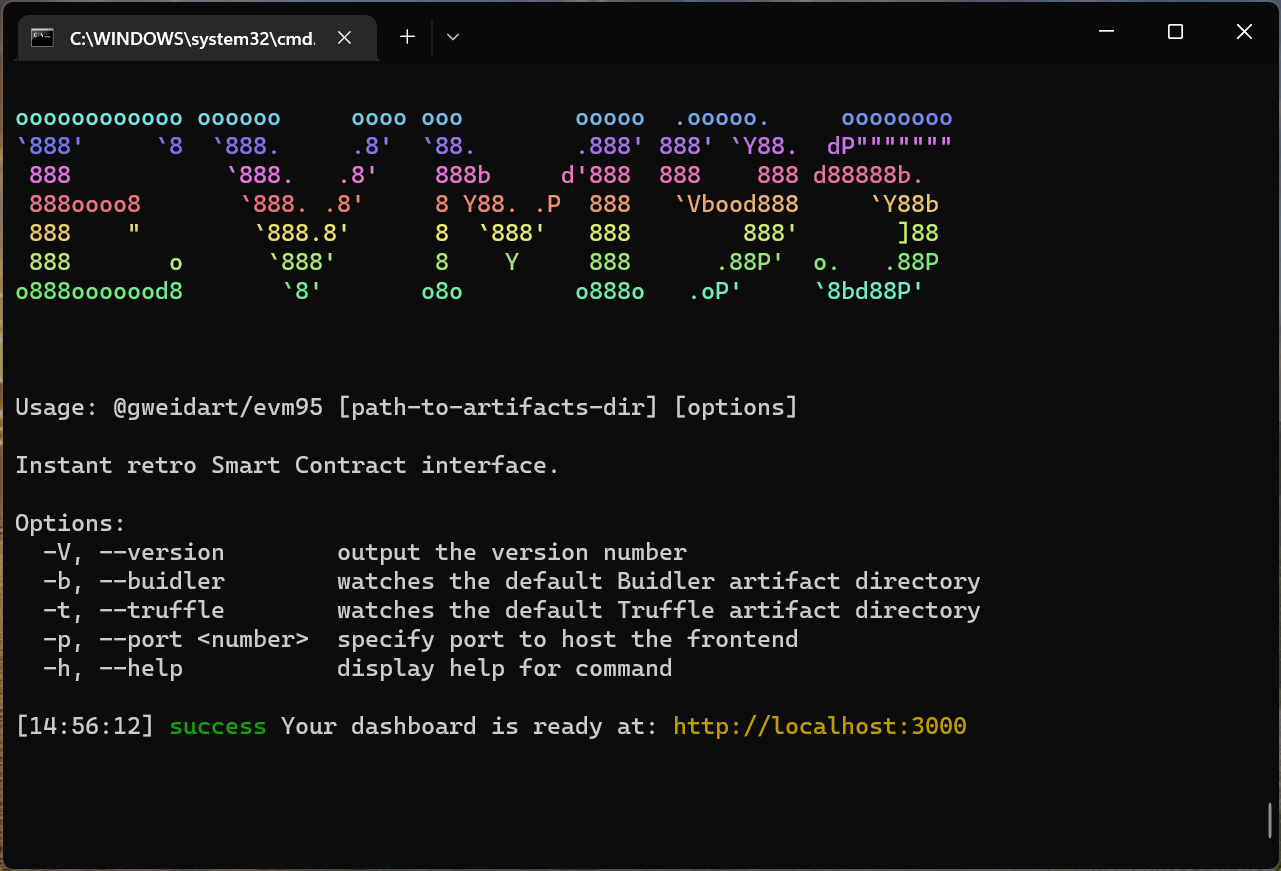 C:\WINDOWS\system32\cmd.
oooooooooooo oooooo     oooo ooo        ooooo  .ooooo.     oooooooo
`888'     `8  `888.     .8'  `88.       .888' 888' `Y88.  dP"""""""
 888           `888.   .8'    888b     d'888  888    888 d88888b.
 888oooo8       `888. .8'     8 Y88. .P  888   `Vbood888     `Y88b
 888    "        `888.8'      8  `888'   888        888'       ]88
 888       o      `888'       8    Y     888      .88P'  o.   .88P
o888ooooood8       `8'       o8o        o888o   .oP'     `8bd88P'
Usage: @gweidart/evm95 [path-to-artifacts-dir] [options]
Instant retro Smart Contract interface.
Options:
  -V, --version        output the version number
  -b, --buidler        watches the default Buidler artifact directory
  -t, --truffle        watches the default Truffle artifact directory
  -p, --port <number>  specify port to host the frontend
  -h, --help           display help for command
[14:56:12] success Your dashboard is ready at: http://localhost:3000